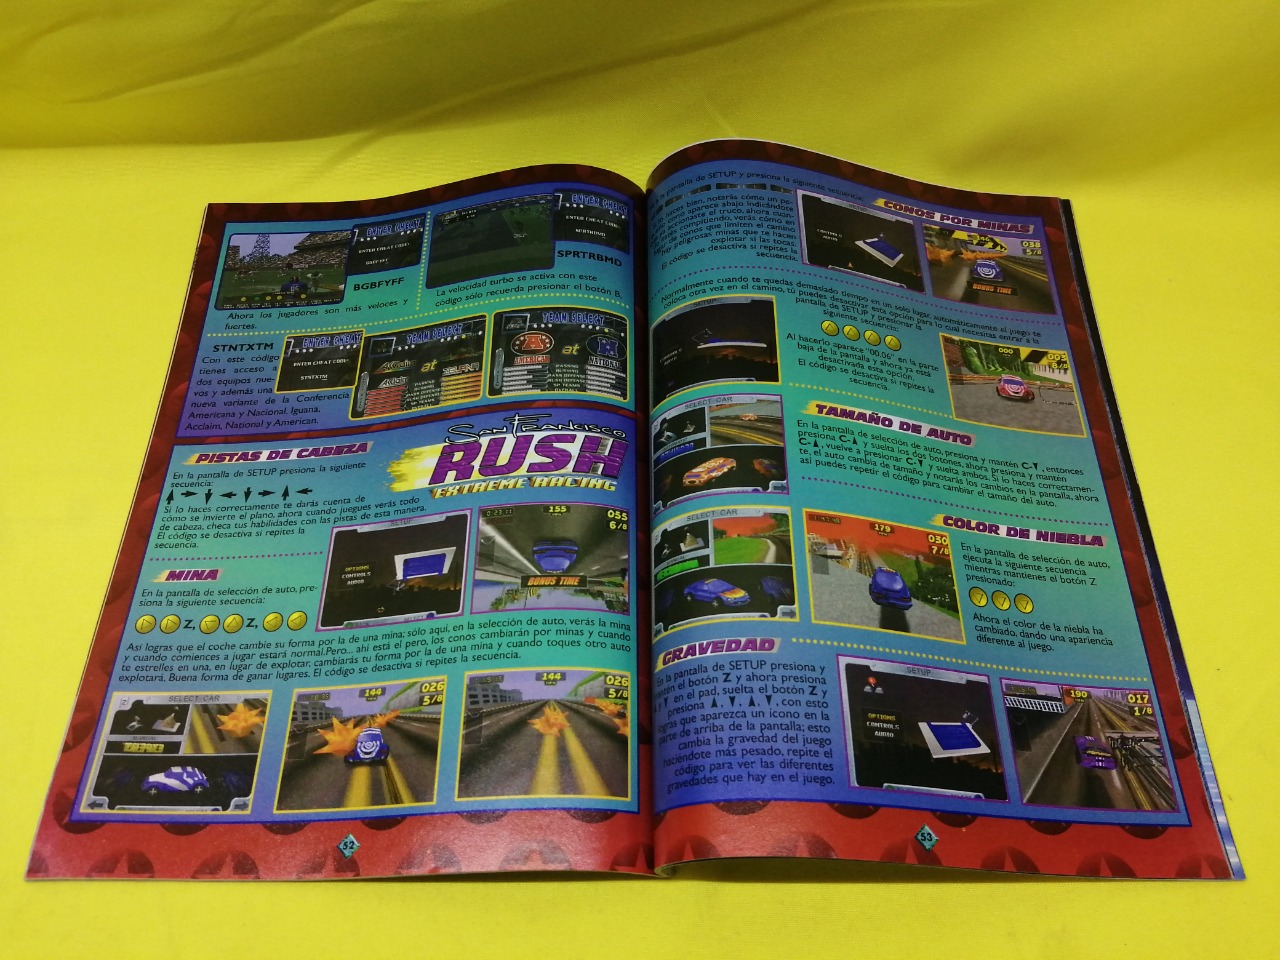 ENTER CHEAT
ENTER CHEAT CODE:
BGBFYFF
BGBFYFF
Ahora los jugadores son más veloces y
fuertes.
ENTER CHEAT
ENTER CHEAT CODE:
SPRTRBMD
SPRTRBMD
La velocidad turbo se activa con este
código sólo recuerda presionar el botón B.
STNTXTM
Con este código
tienes acceso a
dos equipos nue-
vos y además una
nueva variante de la Conferencia
Americana y Nacional. Iguana,
Acclaim, National y American.
ENTER CHEAT
ENTER CHEAT CODE:
STNTXTM
TEAM SELECT
at
TEAM SELECT
AMERICAN
at
NATIONAL
SAN FRANCISCO
RUSH
EXTREME RACING
PISTAS DE CABEZA
En la pantalla de SETUP presiona la siguiente
secuencia:
Si lo haces correctamente te darás cuenta de
cómo se invierte el plano, ahora cuando juegues verás todo
de cabeza, checa tus habilidades con las pistas de esta manera.
El código se desactiva si repites la
secuencia.
SETUP
OPTIONS
CONTROLS
AUDIO
155
055
6/8
BONUS TIME
MINA
En la pantalla de selección de auto, pre-
siona la siguiente secuencia:
Z, Z,
Así logras que el coche cambie su forma por la de una mina; sólo aquí, en la selección de auto, verás la mina
y cuando comiences a jugar estará normal.Pero... ahí está el pero, los conos cambiarán por minas y cuando
te estrelles en una, en lugar de explotar, cambiarás tu forma por la de una mina y cuando toques otro auto
explotará. Buena forma de ganar lugares. El código se desactiva si repites la secuencia.
SELECT CAR
144
026
5/8
144
026
5/8
52
pantalla de SETUP y presiona la siguiente secuencia:
haces bien, notarás cómo un pe-
cono aparece abajo indicándote
accionaste el truco, ahora cuan-
compitiendo, verás cómo en
de conos que limiten el camino
hay peligrosas minas que te hacen
explotar si las tocas.
El código se desactiva si repites la
secuencia.
CONTROLS
AUDIO
CONOS POR MINAS
146
038
5/8
BONUS TIME
Normalmente cuando te quedas demasiado tiempo en un solo lugar, automáticamente el juego te
coloca otra vez en el camino, tú puedes desactivar esta opción para lo cual necesitas entrar a la
pantalla de SETUP y presionar la
siguiente secuencia:
Al hacerlo aparece "00.06" en la parte
baja de la pantalla y ahora ya está
desactivada esta opción.
El código se desactiva si repites la
secuencia.
SETUP
000
003
8/8
TAMAÑO DE AUTO
En la pantalla de selección de auto, presiona y mantén C-▼, entonces
presiona C-▲ y suelta los dos botones, ahora presiona y mantén
C-▲, vuelve a presionar C-▼ y suelta ambos. Si lo haces correctamen-
te, el auto cambia de tamaño y notarás los cambios en la pantalla, ahora
así puedes repetir el código para cambiar el tamaño del auto.
SELECT CAR
SELECT CAR
179
030
7/8
COLOR DE NIEBLA
En la pantalla de selección de auto,
ejecuta la siguiente secuencia
mientras mantienes el botón Z
presionado:
Ahora el color de la niebla ha
cambiado, dando una apariencia
diferente al juego.
GRAVEDAD
En la pantalla de SETUP presiona y
mantén el botón Z y ahora presiona
▲ y ▼ en el pad, suelta el botón Z y
presiona ▲, ▼, ▲, ▼, con esto
logras que aparezca un icono en la
parte de arriba de la pantalla; esto
cambia la gravedad del juego
haciéndote más pesado, repite el
código para ver las diferentes
gravedades que hay en el juego.
SETUP
OPTIONS
CONTROLS
AUDIO
190
017
1/8
53